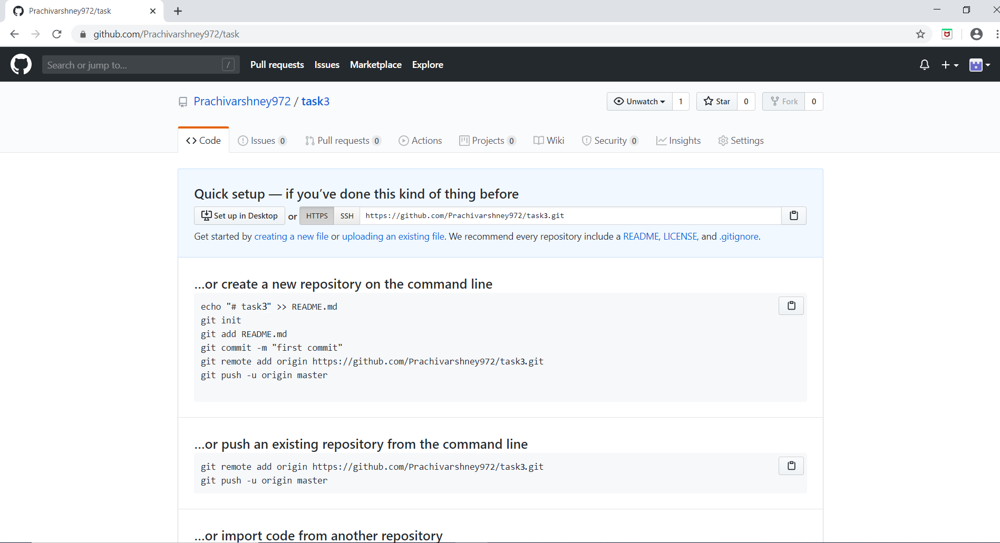 Prachivarshney972/task
github.com/Prachivarshney972/task
Search or jump to... / Pull requests Issues Marketplace Explore
Prachivarshney972 / task3 Unwatch 1 Star 0 Fork 0
Code Issues 0 Pull requests 0 Actions Projects 0 Wiki Security 0 Insights Settings
Quick setup — if you’ve done this kind of thing before
Set up in Desktop or HTTPS SSH https://github.com/Prachivarshney972/task3.git
Get started by creating a new file or uploading an existing file. We recommend every repository include a README, LICENSE, and .gitignore.
…or create a new repository on the command line
echo "# task3" >> README.md
git init
git add README.md
git commit -m "first commit"
git remote add origin https://github.com/Prachivarshney972/task3.git
git push -u origin master
…or push an existing repository from the command line
git remote add origin https://github.com/Prachivarshney972/task3.git
git push -u origin master
…or import code from another repository